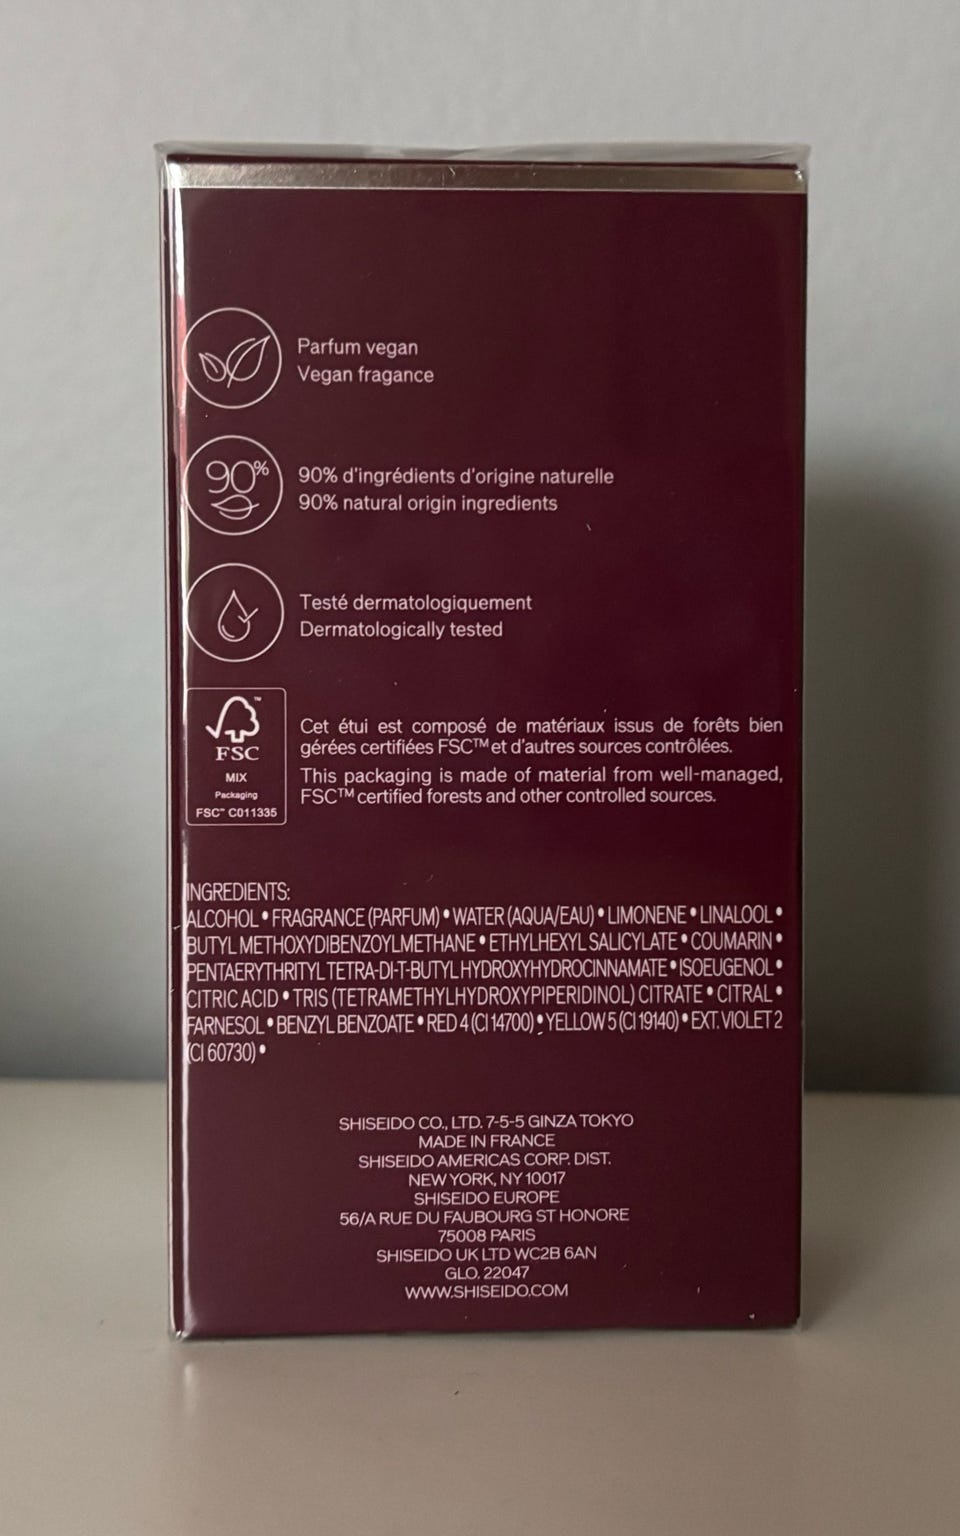 Parfum vegan
Vegan fragance
90%
90% d'ingrédients d'origine naturelle
90% natural origin ingredients
Testé dermatologiquement
Dermatologically tested
™
FSC
MIX
Packaging
FSC™ C011335
Cet étui est composé de matériaux issus de forêts bien
gérées certifiées FSC™ et d'autres sources contrôlées.
This packaging is made of material from well-managed,
FSC™ certified forests and other controlled sources.
INGREDIENTS:
ALCOHOL • FRAGRANCE (PARFUM) • WATER (AQUA/EAU) • LIMONENE • LINALOOL •
BUTYL METHOXYDIBENZOYLMETHANE • ETHYLHEXYL SALICYLATE • COUMARIN •
PENTAERYTHRITYL TETRA-DI-T-BUTYL HYDROXYHYDROCINNAMATE • ISOEUGENOL •
CITRIC ACID • TRIS (TETRAMETHYLHYDROXYPIPERIDINOL) CITRATE • CITRAL •
FARNESOL • BENZYL BENZOATE • RED 4 (CI 14700) • YELLOW 5 (CI 19140) • EXT. VIOLET 2
(CI 60730) •
SHISEIDO CO., LTD. 7-5-5 GINZA TOKYO
MADE IN FRANCE
SHISEIDO AMERICAS CORP. DIST.
NEW YORK, NY 10017
SHISEIDO EUROPE
56/A RUE DU FAUBOURG ST HONORE
75008 PARIS
SHISEIDO UK LTD WC2B 6AN
GLO. 22047
WWW.SHISEIDO.COM